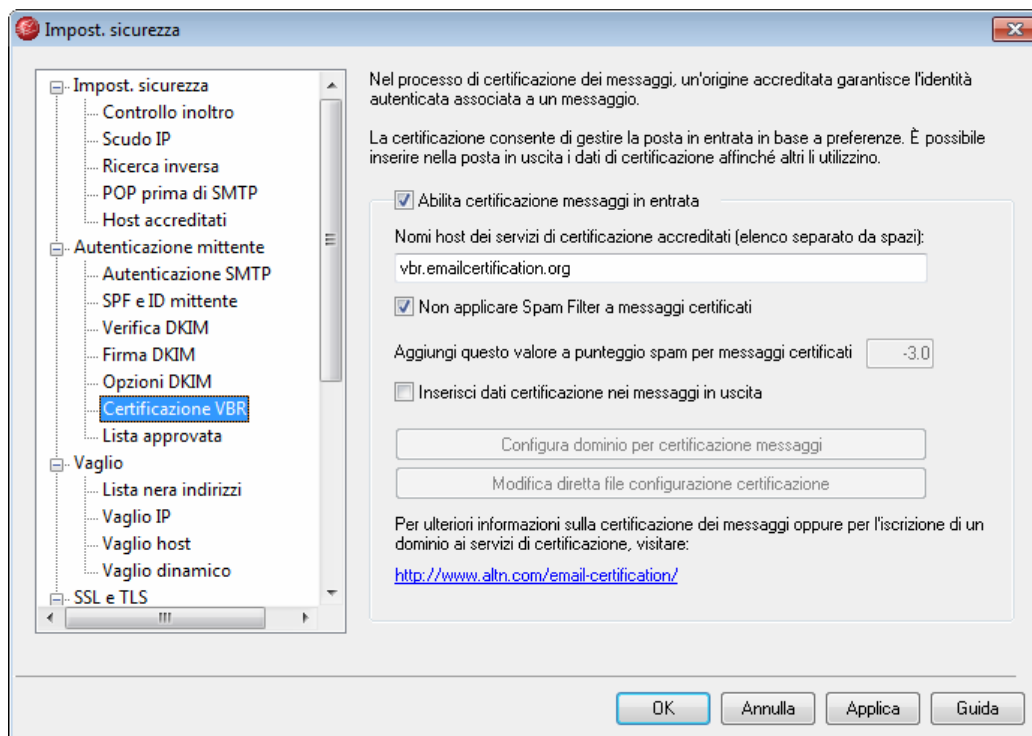 Impost. sicurezza
Impost. sicurezza
Controllo inoltro
Scudo IP
Ricerca inversa
POP prima di SMTP
Host accreditati
Autenticazione mittente
Autenticazione SMTP
SPF e ID mittente
Verifica DKIM
Firma DKIM
Opzioni DKIM
Certificazione VBR
Lista approvata
Vaglio
Lista nera indirizzi
Vaglio IP
Vaglio host
Vaglio dinamico
SSL e TLS
Nel processo di certificazione dei messaggi, un'origine accreditata garantisce l'identità
autenticata associata a un messaggio.
La certificazione consente di gestire la posta in entrata in base a preferenze. È possibile
inserire nella posta in uscita i dati di certificazione affinché altri li utilizzino.
Abilita certificazione messaggi in entrata
Nomi host dei servizi di certificazione accreditati (elenco separato da spazi):
vbr.emailcertification.org
Non applicare Spam Filter a messaggi certificati
Aggiungi questo valore a punteggio spam per messaggi certificati -3.0
Inserisci dati certificazione nei messaggi in uscita
Configura dominio per certificazione messaggi
Modifica diretta file configurazione certificazione
Per ulteriori informazioni sulla certificazione dei messaggi oppure per l'iscrizione di un
dominio ai servizi di certificazione, visitare:
http://www.altn.com/email-certification/
OK Annulla Applica Guida